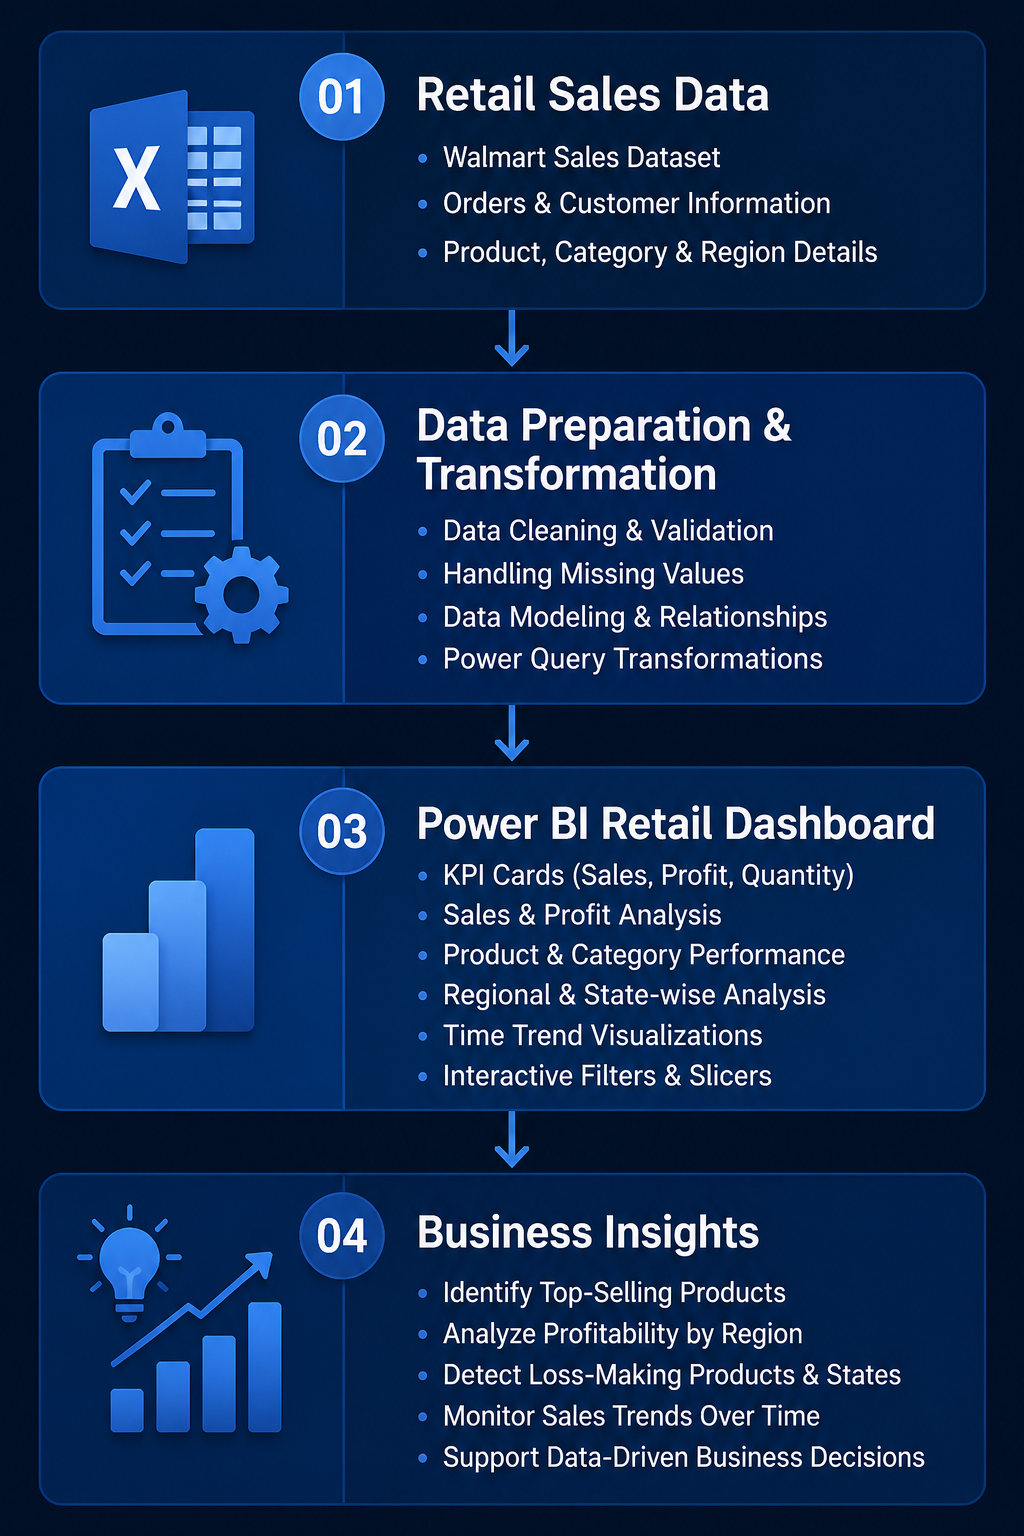 X
01
Retail Sales Data
• Walmart Sales Dataset
• Orders & Customer Information
• Product, Category & Region Details
02
Data Preparation &
Transformation
• Data Cleaning & Validation
• Handling Missing Values
• Data Modeling & Relationships
• Power Query Transformations
03
Power BI Retail Dashboard
• KPI Cards (Sales, Profit, Quantity)
• Sales & Profit Analysis
• Product & Category Performance
• Regional & State-wise Analysis
• Time Trend Visualizations
• Interactive Filters & Slicers
04
Business Insights
• Identify Top-Selling Products
• Analyze Profitability by Region
• Detect Loss-Making Products & States
• Monitor Sales Trends Over Time
• Support Data-Driven Business Decisions